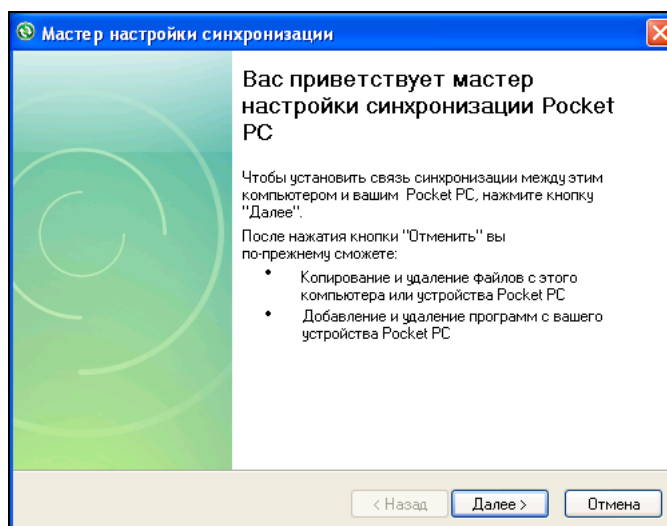 Мастер настройки синхронизации
Вас приветствует мастер
настройки синхронизации Pocket
PC
Чтобы установить связь синхронизации между этим
компьютером и вашим Pocket PC, нажмите кнопку
"Далее".
После нажатия кнопки "Отменить" вы
по-прежнему сможете:
• Копирование и удаление файлов с этого
компьютера или устройства Pocket PC
• Добавление и удаление программ с вашего
устройства Pocket PC
< Назад Далее > Отмена